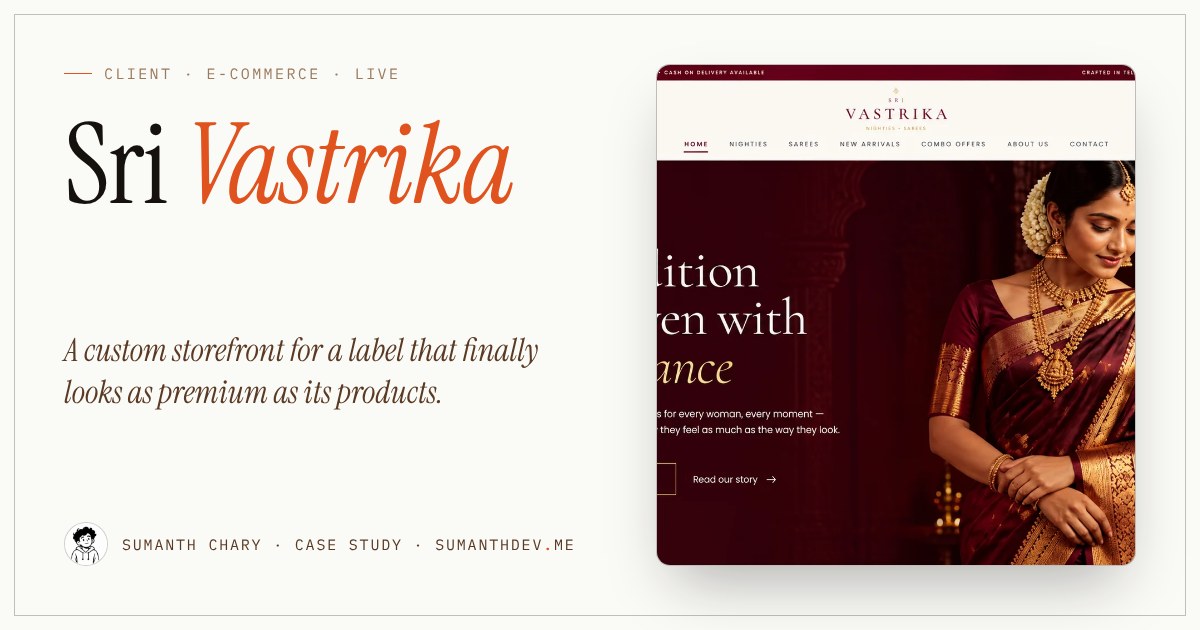 CLIENT · E-COMMERCE · LIVE
Sri Vastrika
A custom storefront for a label that finally
looks as premium as its products.
SUMANTH CHARY · CASE STUDY · SUMANTHDEV.ME
• CASH ON DELIVERY AVAILABLE
CRAFTED IN TEL
SRI
VASTRIKA
NIGHTIES • SAREES
HOME NIGHTIES SAREES NEW ARRIVALS COMBO OFFERS ABOUT US CONTACT
dition
ven with
ance
s for every woman, every moment —
they feel as much as the way they look.
Read our story →